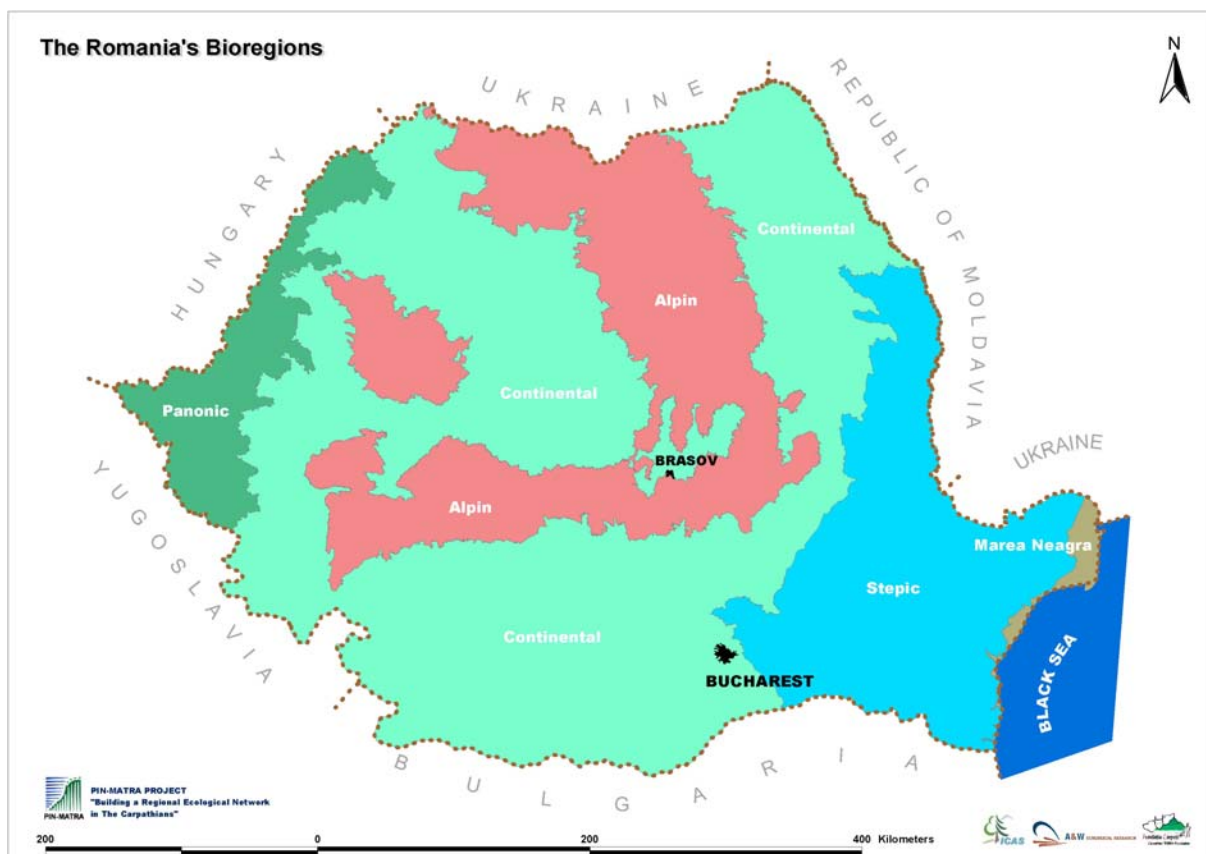 The Romania's Bioregions
N
UKRAINE
REPUBLIC OF MOLDAVIA
HUNGARY
Continental
Alpin
Continental
Panonic
BRASOV
UKRAINE
YUGOSLAVIA
Alpin
Marea Neagra
Stepic
Continental
BUCHAREST
BLACK SEA
BULGARIA
PIN-MATRA
PIN-MATRA PROJECT
"Building a Regional Ecological Network
in The Carpathians"
ICAS
A&W
200 0 200 400 Kilometers